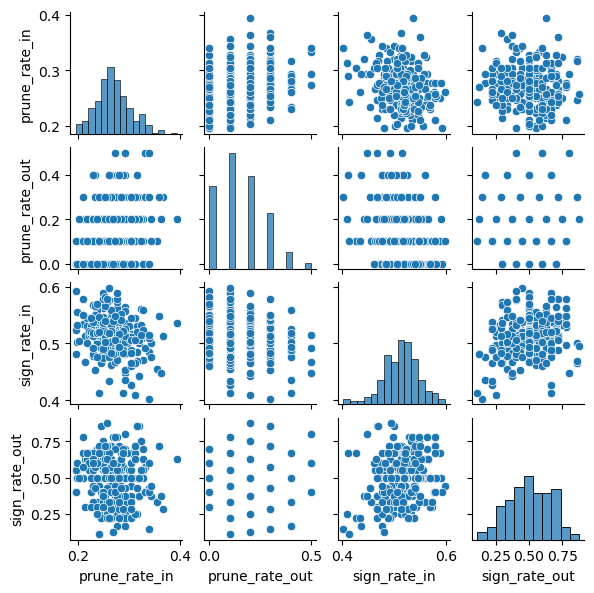 prune_rate_in
0.4
0.3
0.2
prune_rate_out
0.4
0.2
0.0
sign_rate_in
0.6
0.5
0.4
sign_rate_out
0.75
0.50
0.25
0.2 0.4 0.0 0.5 0.4 0.6 0.25 0.50 0.75
prune_rate_in prune_rate_out sign_rate_in sign_rate_out